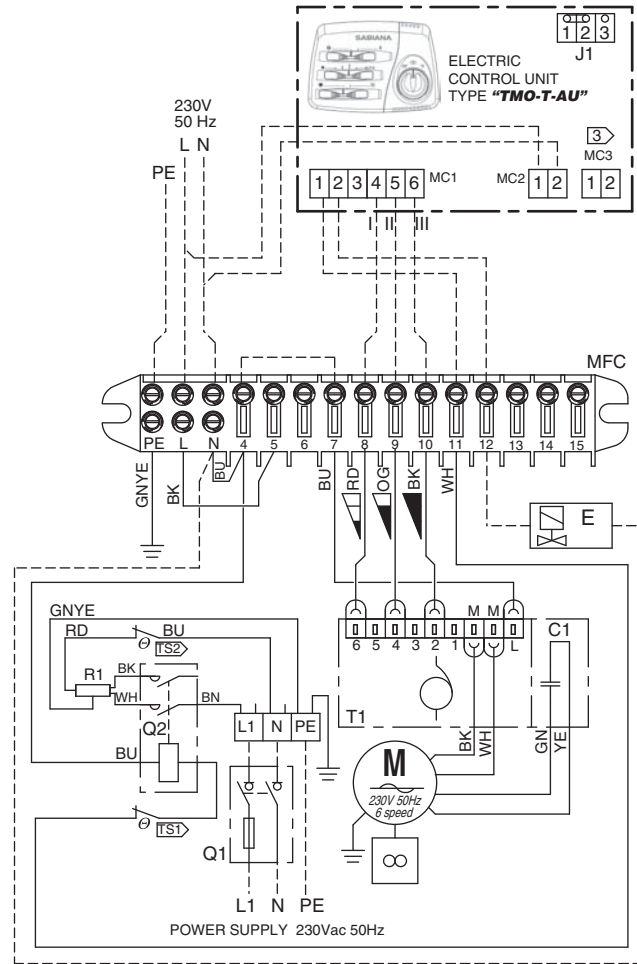 SABIANA
ELECTRIC
CONTROL UNIT
TYPE "TMO-T-AU"
1 2 3
J1
3
MC3
230V
50 Hz
L N
PE
1 2 3 4 5 6 MC1
MC2 1 2
1 2
I II III
MFC
PE L N 4 5 6 7 8 9 10 11 12 13 14 15
GNYE
BK
BU
BU
RD
OG
BK
WH
E
GNYE
RD
BU
TS2
R1
BK
WH
BN
Q2
BU
TS1
L1 N PE
Q1
L1 N PE
POWER SUPPLY 230Vac 50Hz
M M
6 5 4 3 2 1 L
C1
T1
BK
WH
GN
YE
M
230V 50Hz
6 speed